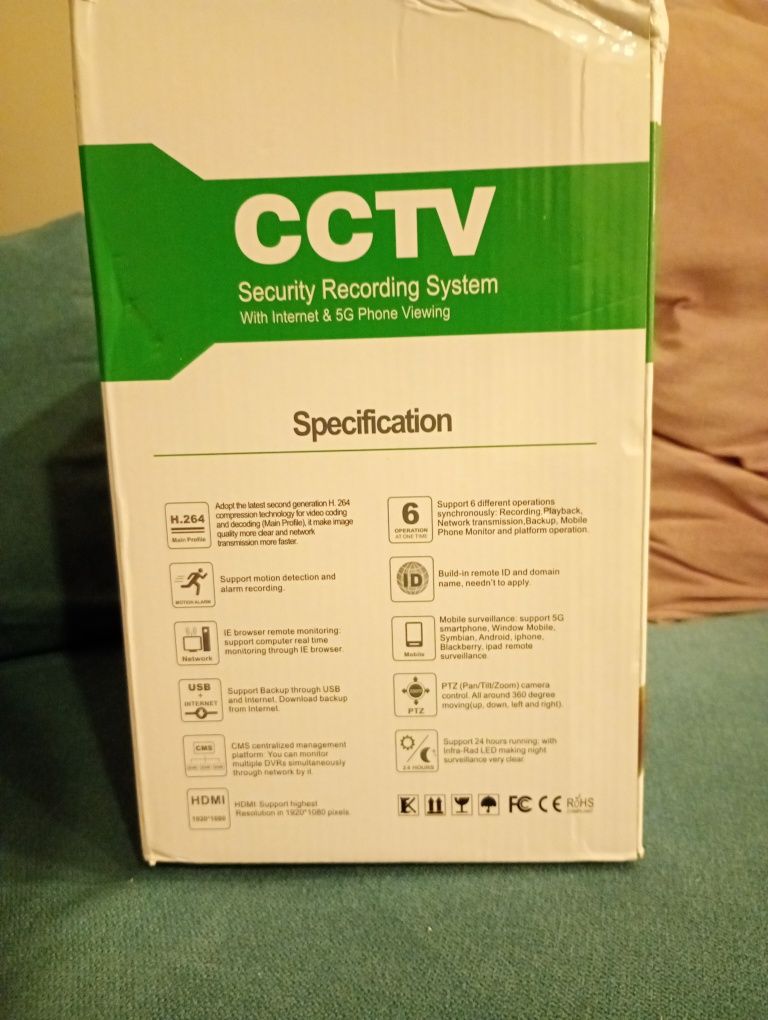 CCTV
Security Recording System
With Internet & 5G Phone Viewing
Specification
H.264
Main Profile
Adopt the latest second generation H. 264
compression technology for video coding
and decoding (Main Profile), it make image
quality more clear and network
transmission more faster.
MOTION ALARM
Support motion detection and
alarm recording.
Network
IE browser remote monitoring:
support computer real time
monitoring through IE browser.
USB
+
INTERNET
Support Backup through USB
and Internet, Download backup
from Internet.
CMS
CMS centralized management
platform: You can monitor
multiple DVRs simultaneously
through network by it.
HDMI
1920*1080
HDMI: Support highest
Resolution in 1920*1080 pixels.
6
OPERATION
AT ONE TIME
Support 6 different operations
synchronously: Recording,Playback,
Network transmission,Backup, Mobile
Phone Monitor and platform operation.
ID
Build-in remote ID and domain
name, needn't to apply.
Mobile
Mobile surveillance: support 5G
smartphone, Window Mobile,
Symbian, Android, iphone,
Blackberry, ipad remote
surveillance.
PTZ
PTZ (Pan/Tilt/Zoom) camera
control. All around 360 degree
moving(up, down, left and right).
24 HOURS
Support 24 hours running; with
Infra-Rad LED making night
surveillance very clear.
FC CE RoHS
COMPLIANT